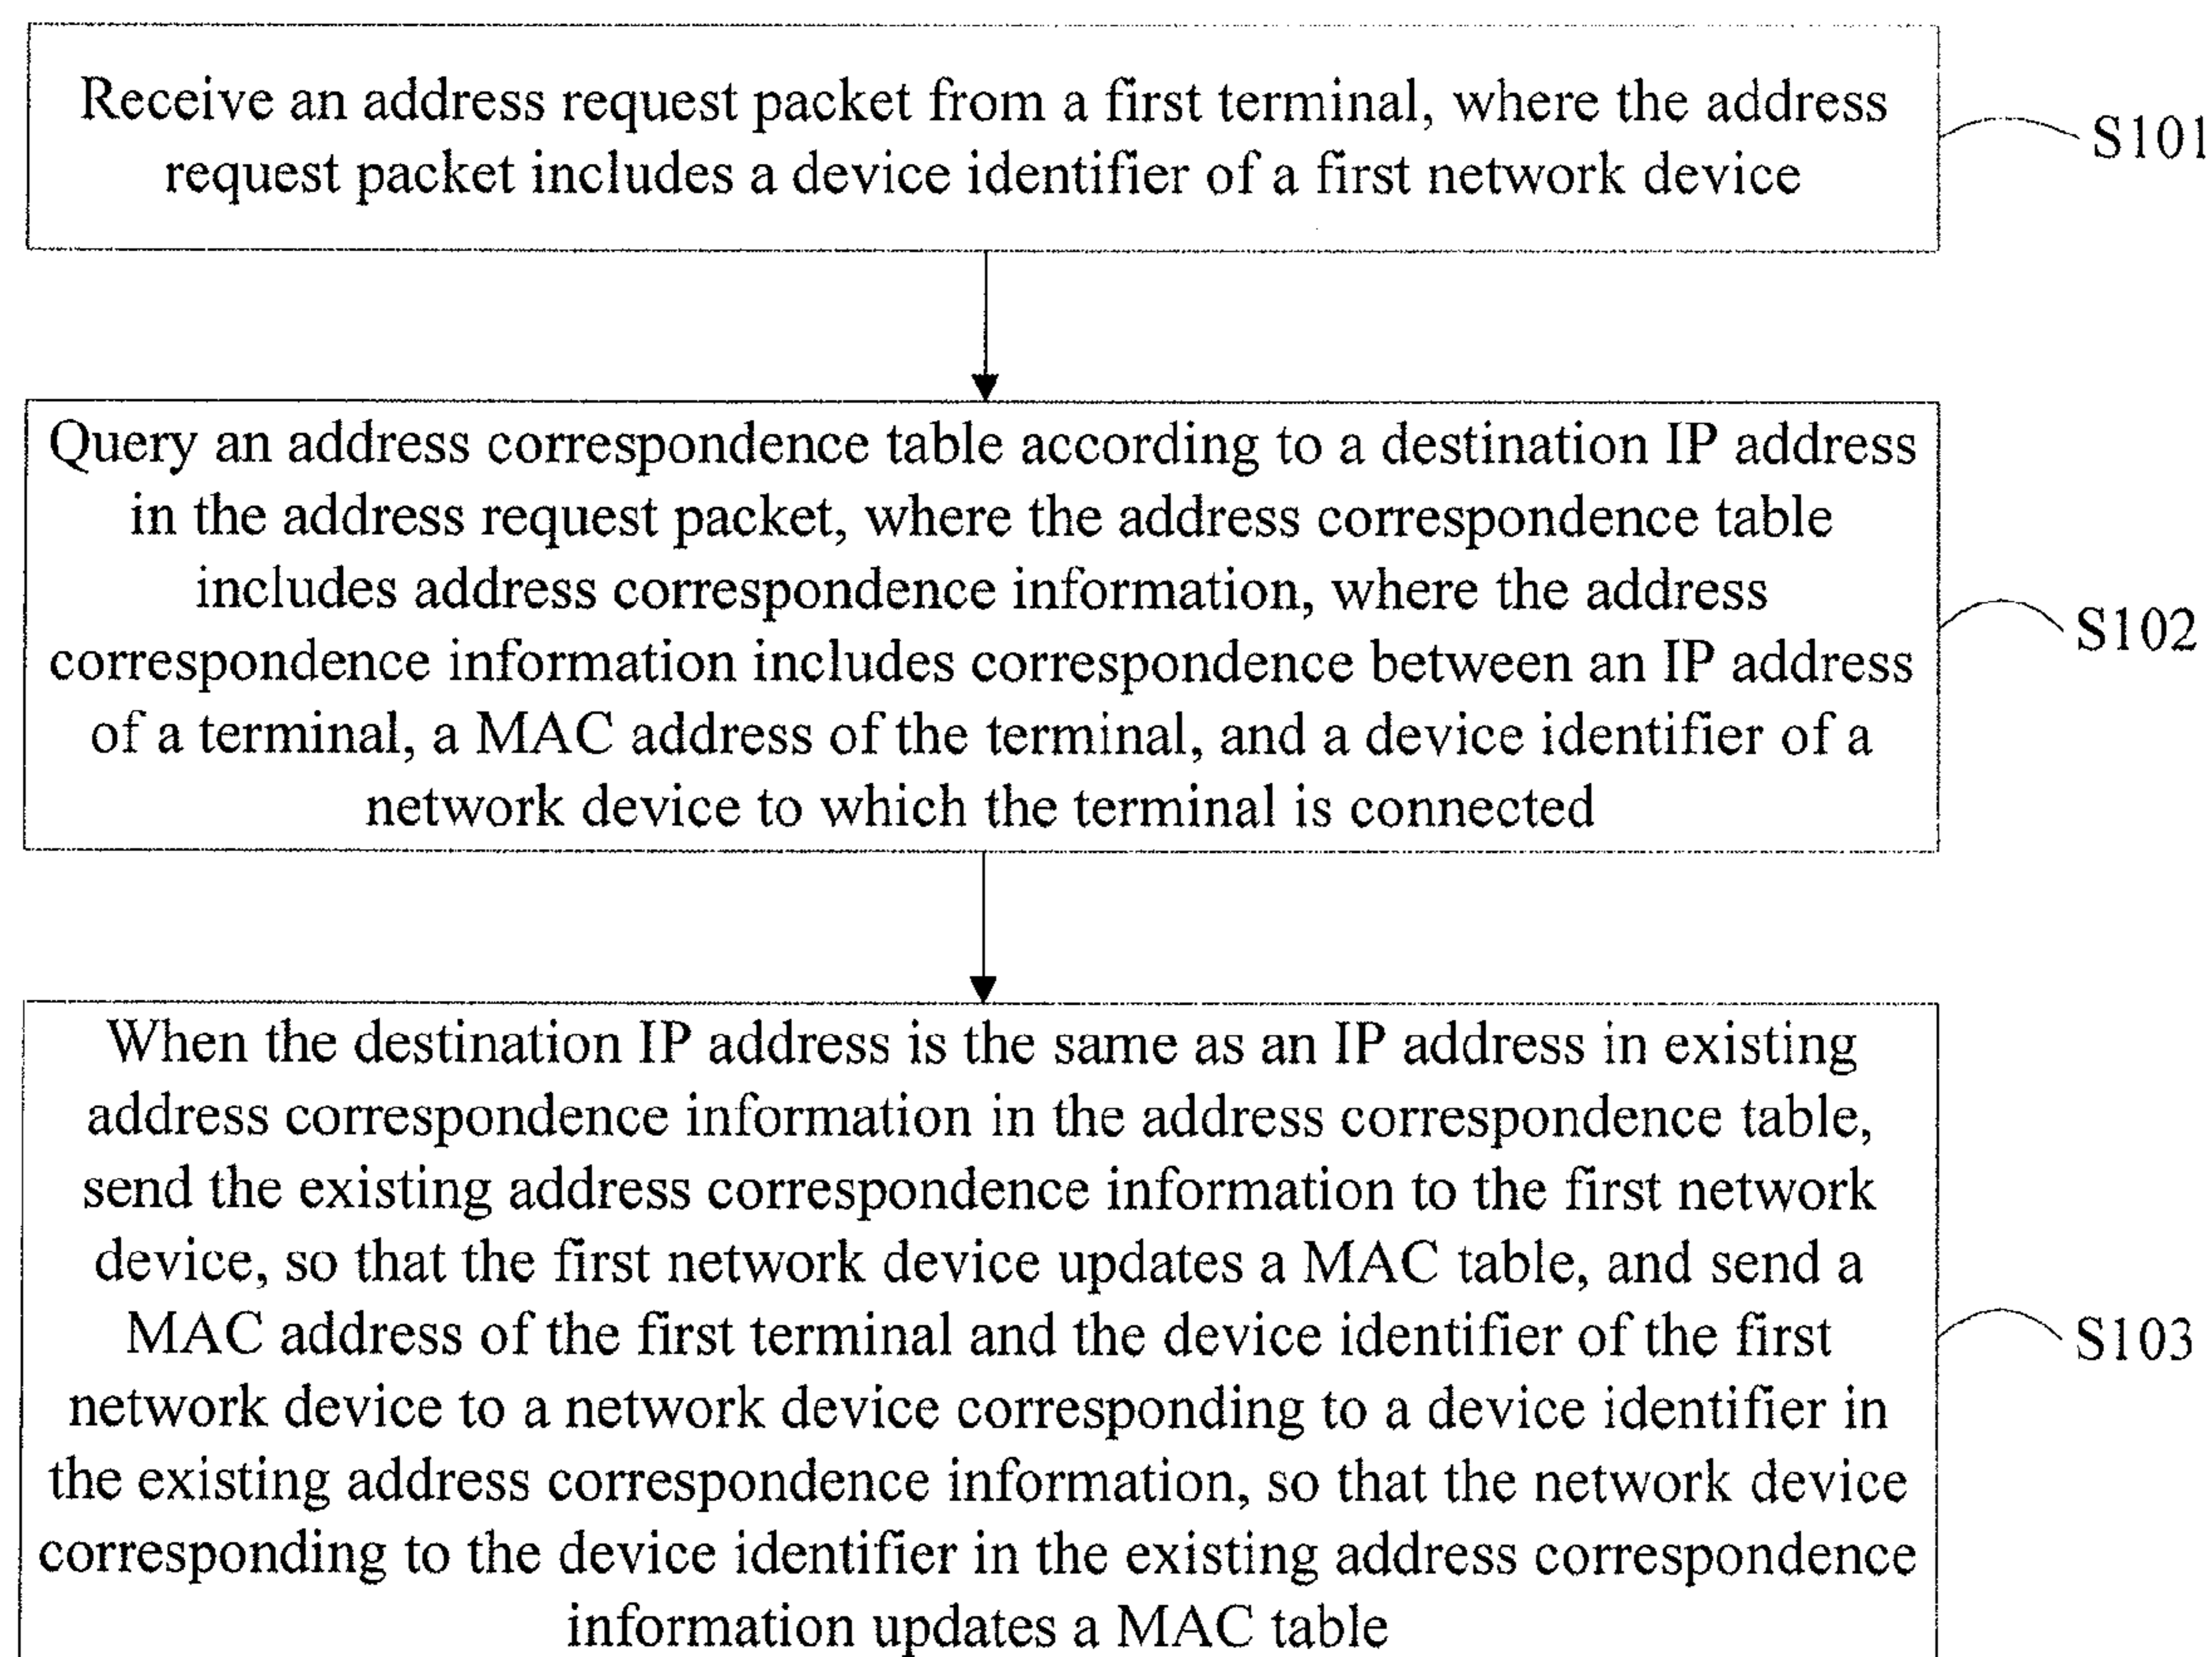 Receive an address request packet from a first terminal, where the address
request packet includes a device identifier of a first network device
S101
Query an address correspondence table according to a destination IP address
in the address request packet, where the address correspondence table
includes address correspondence information, where the address
correspondence information includes correspondence between an IP address
of a terminal, a MAC address of the terminal, and a device identifier of a
network device to which the terminal is connected
S102
When the destination IP address is the same as an IP address in existing
address correspondence information in the address correspondence table,
send the existing address correspondence information to the first network
device, so that the first network device updates a MAC table, and send a
MAC address of the first terminal and the device identifier of the first
network device to a network device corresponding to a device identifier in
the existing address correspondence information, so that the network device
corresponding to the device identifier in the existing address correspondence
information updates a MAC table
S103